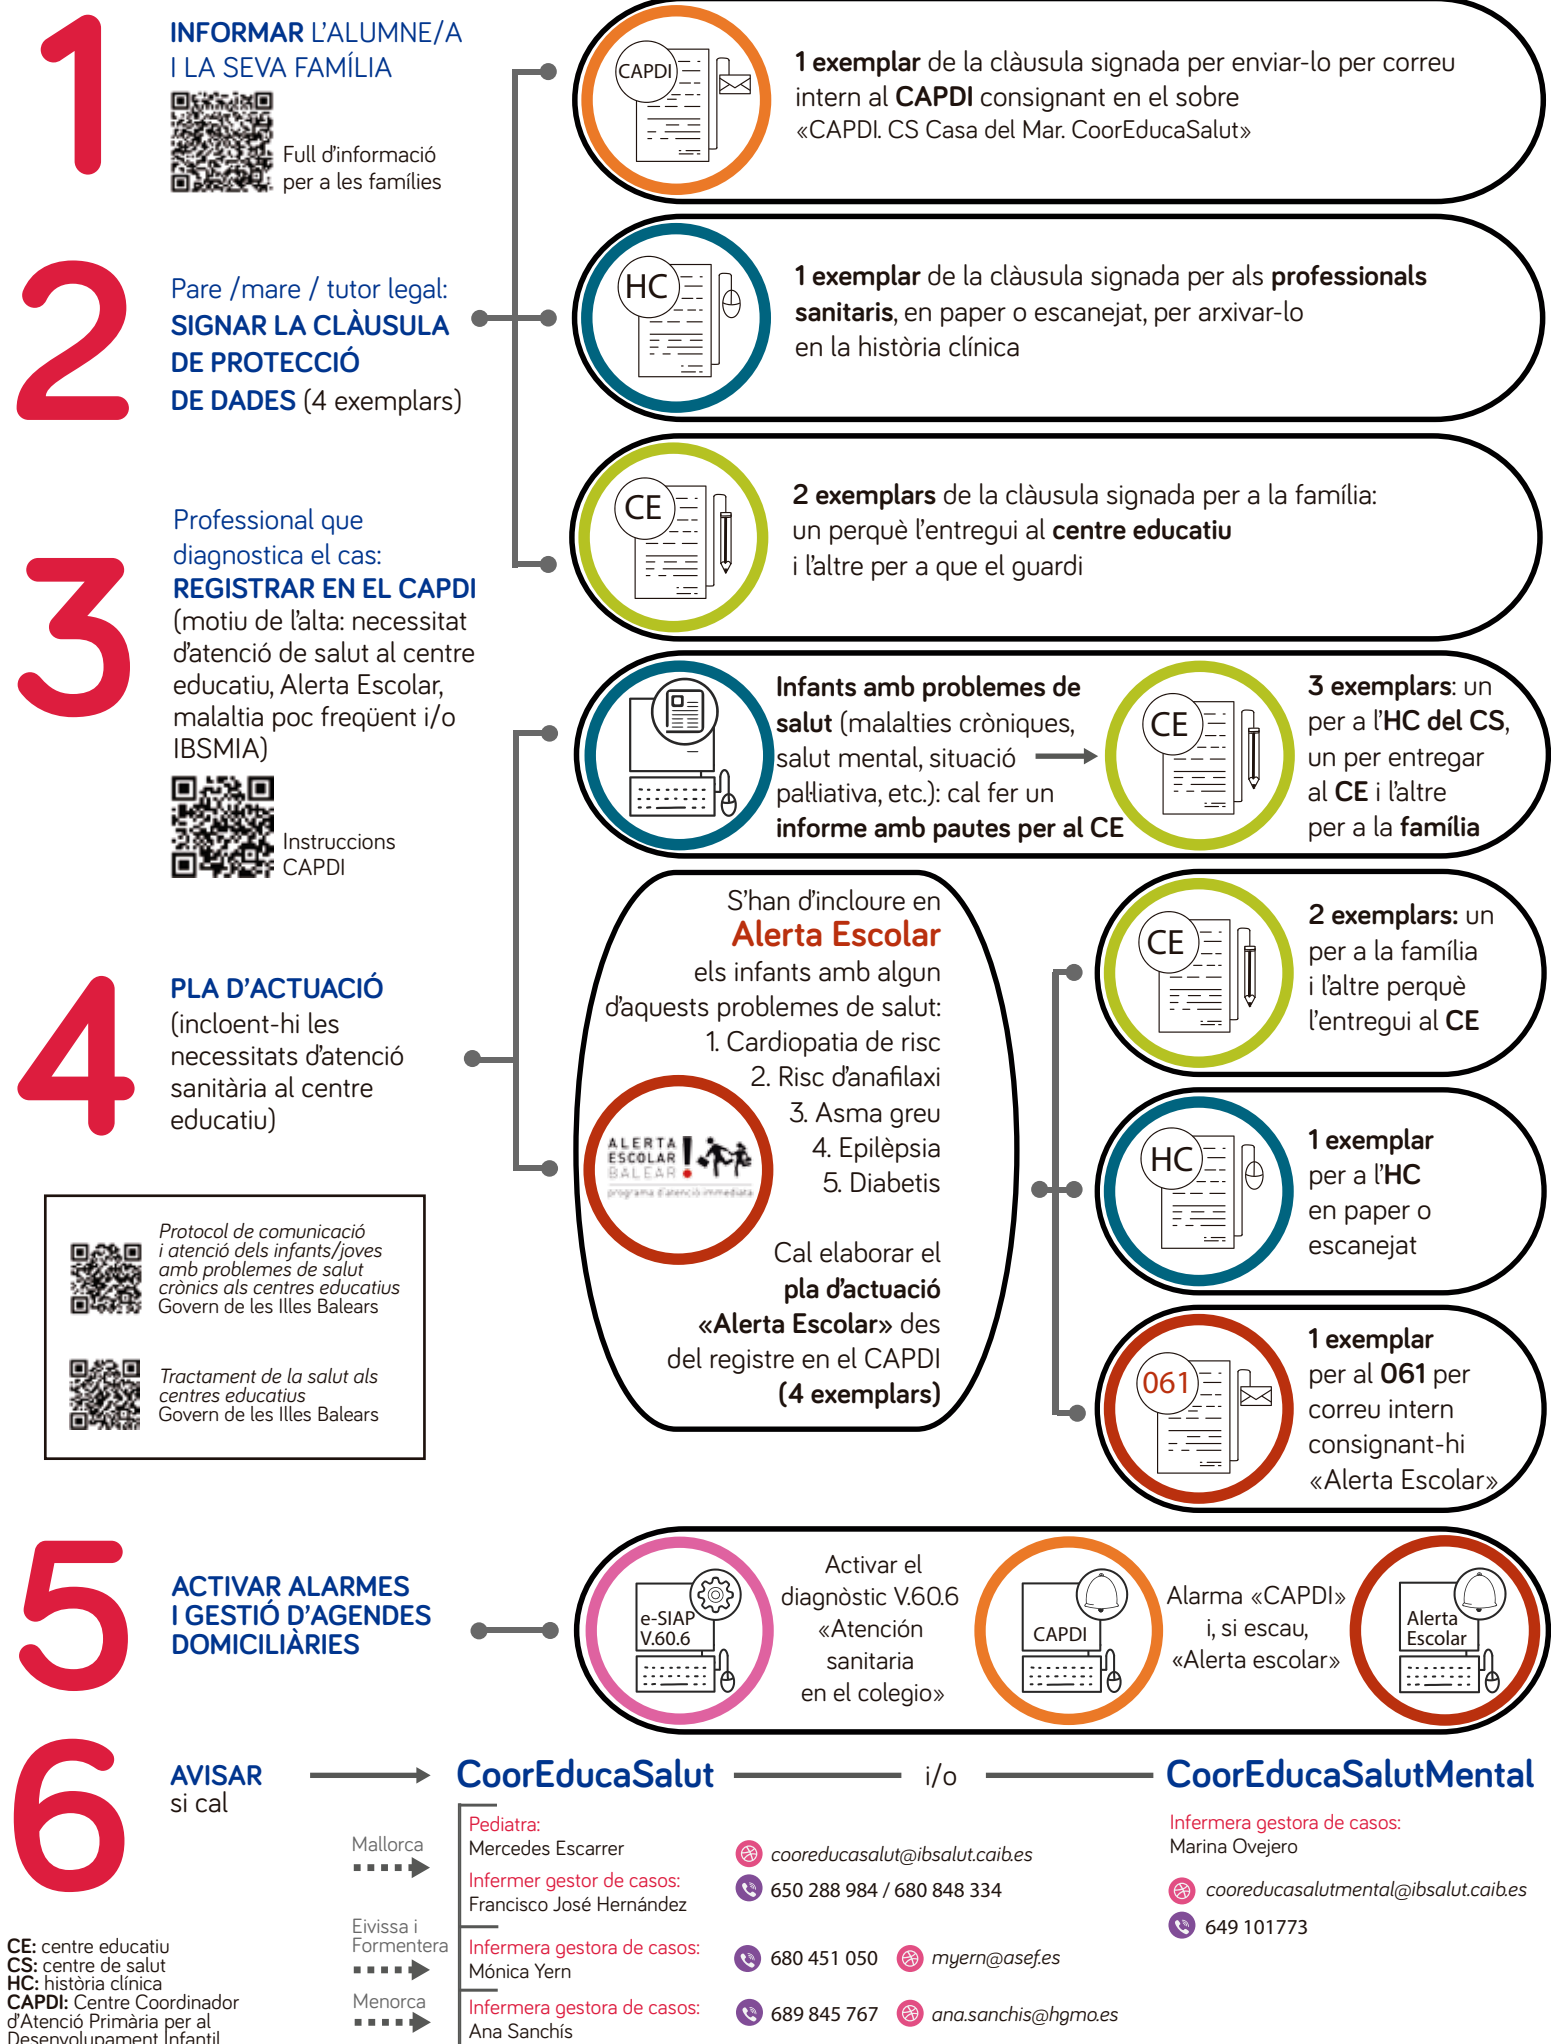 1
INFORMAR L'ALUMNE/A
I LA SEVA FAMÍLIA
Full d'informació
per a les famílies
2
Pare /mare / tutor legal:
SIGNAR LA CLÀUSULA
DE PROTECCIÓ
DE DADES (4 exemplars)
CAPDI
1 exemplar de la clàusula signada per enviar-lo per correu
intern al CAPDI consignant en el sobre
«CAPDI. CS Casa del Mar. CoorEducaSalut»
HC
1 exemplar de la clàusula signada per als professionals
sanitaris, en paper o escanejat, per arxivar-lo
en la història clínica
CE
2 exemplars de la clàusula signada per a la família:
un perquè l'entregui al centre educatiu
i l'altre per a que el guardi
3
Professional que
diagnostica el cas:
REGISTRAR EN EL CAPDI
(motiu de l'alta: necessitat
d'atenció de salut al centre
educatiu, Alerta Escolar,
malaltia poc freqüent i/o
IBSMIA)
Instruccions
CAPDI
4
PLA D'ACTUACIÓ
(incloent-hi les
necessitats d'atenció
sanitària al centre
educatiu)
Infants amb problemes de
salut (malalties cròniques,
salut mental, situació
pal·liativa, etc.): cal fer un
informe amb pautes per al CE
CE
3 exemplars: un
per a l'HC del CS,
un per entregar
al CE i l'altre
per a la família
S'han d'incloure en
Alerta Escolar
els infants amb algun
d'aquests problemes de salut:
1. Cardiopatia de risc
2. Risc d'anafilaxi
3. Asma greu
4. Epilèpsia
5. Diabetis
ALERTA
ESCOLAR
BALEAR
programa d'atenció immediata
Cal elaborar el
pla d'actuació
«Alerta Escolar» des
del registre en el CAPDI
(4 exemplars)
CE
2 exemplars: un
per a la família
i l'altre perquè
l'entregui al CE
HC
1 exemplar
per a l'HC
en paper o
escanejat
061
1 exemplar
per al 061 per
correu intern
consignant-hi
«Alerta Escolar»
Protocol de comunicació
i atenció dels infants/joves
amb problemes de salut
crònics als centres educatius
Govern de les Illes Balears
Tractament de la salut als
centres educatius
Govern de les Illes Balears
5
ACTIVAR ALARMES
I GESTIÓ D'AGENDES
DOMICILIÀRIES
e-SIAP
V.60.6
Activar el
diagnòstic V.60.6
«Atención
sanitaria
en el colegio»
CAPDI
Alarma «CAPDI»
i, si escau,
«Alerta escolar»
Alerta
Escolar
6
AVISAR
si cal
CoorEducaSalut
i/o
CoorEducaSalutMental
Mallorca
Pediatra:
Mercedes Escarrer
Infermer gestor de casos:
Francisco José Hernández
cooreducasalut@ibsalut.caib.es
650 288 984 / 680 848 334
Infermera gestora de casos:
Marina Ovejero
cooreducasalutmental@ibsalut.caib.es
649 101773
Eivissa i
Formentera
Infermera gestora de casos:
Mónica Yern
680 451 050
myern@asef.es
Menorca
Infermera gestora de casos:
Ana Sanchís
689 845 767
ana.sanchis@hgmo.es
CE: centre educatiu
CS: centre de salut
HC: història clínica
CAPDI: Centre Coordinador
d'Atenció Primària per al
Desenvolupament Infantil